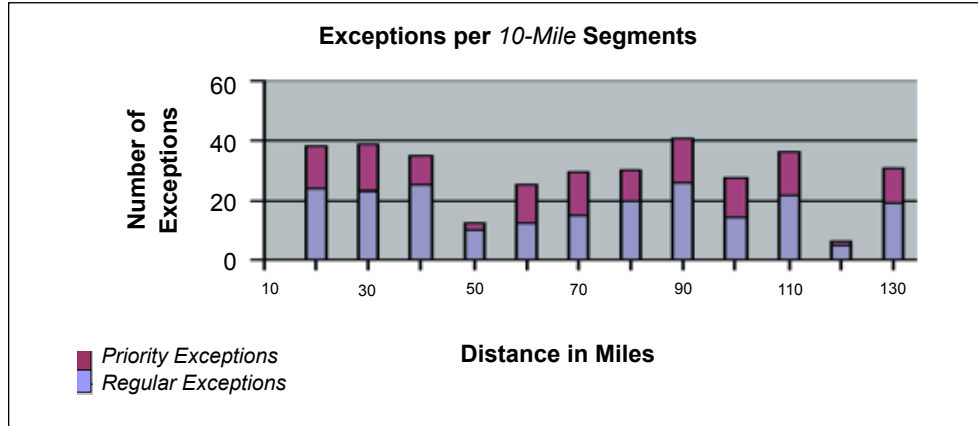 Exceptions per 10-Mile Segments
Number of
Exceptions
60
40
20
0
10 30 50 70 90 110 130
Distance in Miles
Priority Exceptions
Regular Exceptions